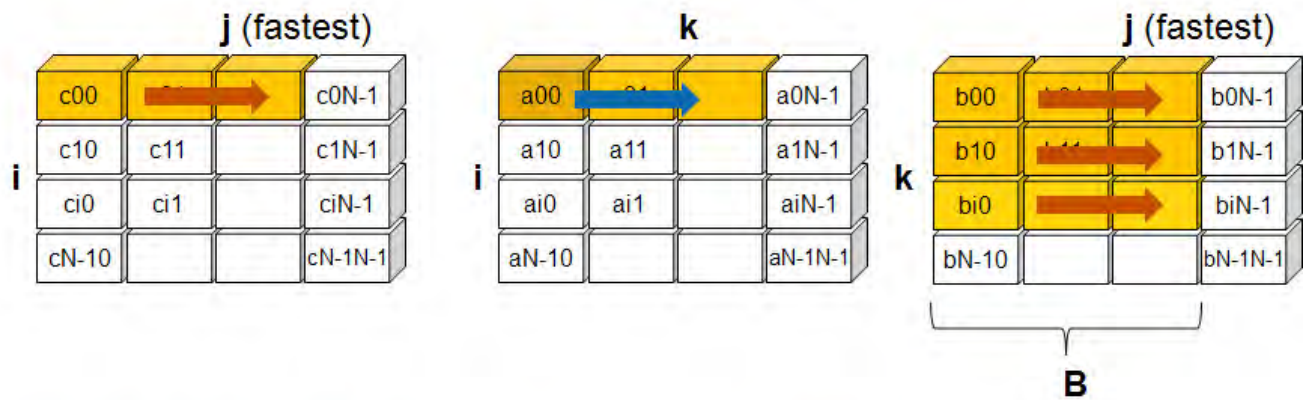 j (fastest)
k
j (fastest)
c00 c0N-1
c10 c11 c1N-1
i
ci0 ci1 ciN-1
cN-10 cN-1N-1
a00 a0N-1
a10 a11 a1N-1
i
ai0 ai1 aiN-1
aN-10 aN-1N-1
b00 b0N-1
b10 b1N-1
k
bi0 biN-1
bN-10 bN-1N-1
B